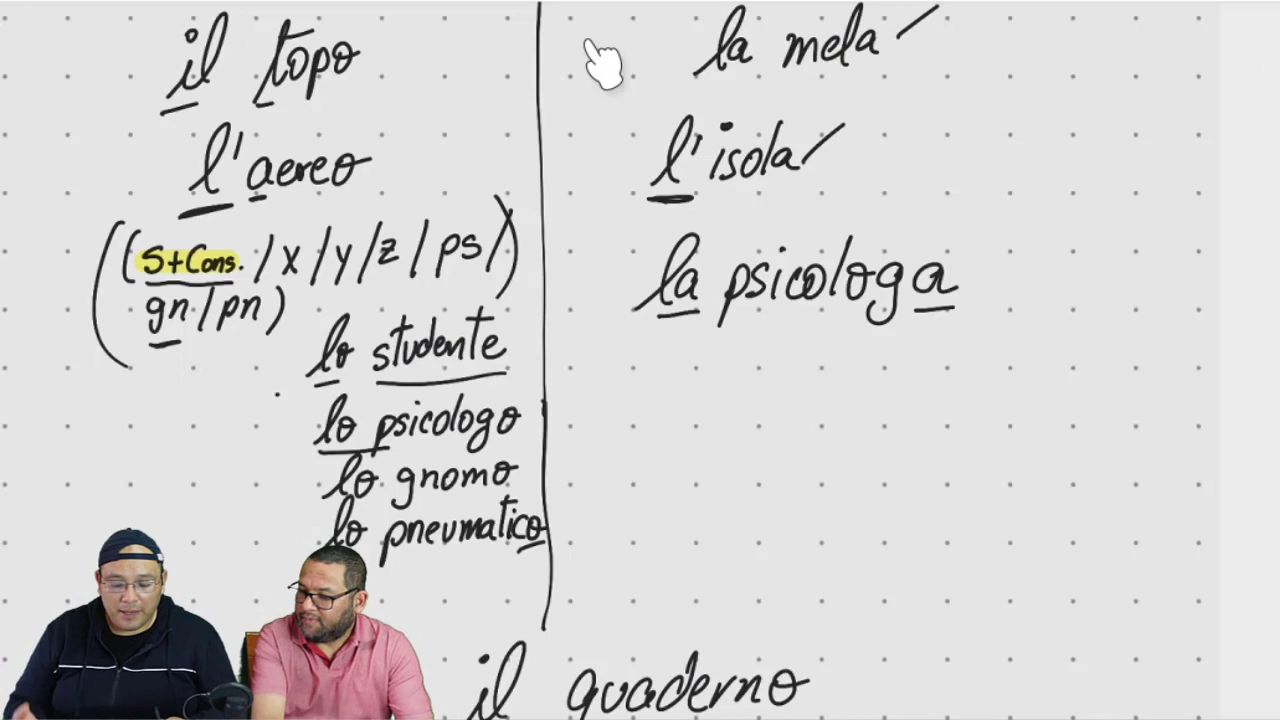 il topo
l'aereo
((S+Cons. / x / y / z / ps /)
gn / pn)
lo studente
lo psicologo
lo gnomo
lo pneumatico
la mela
l'isola
la psicologa
il quaderno